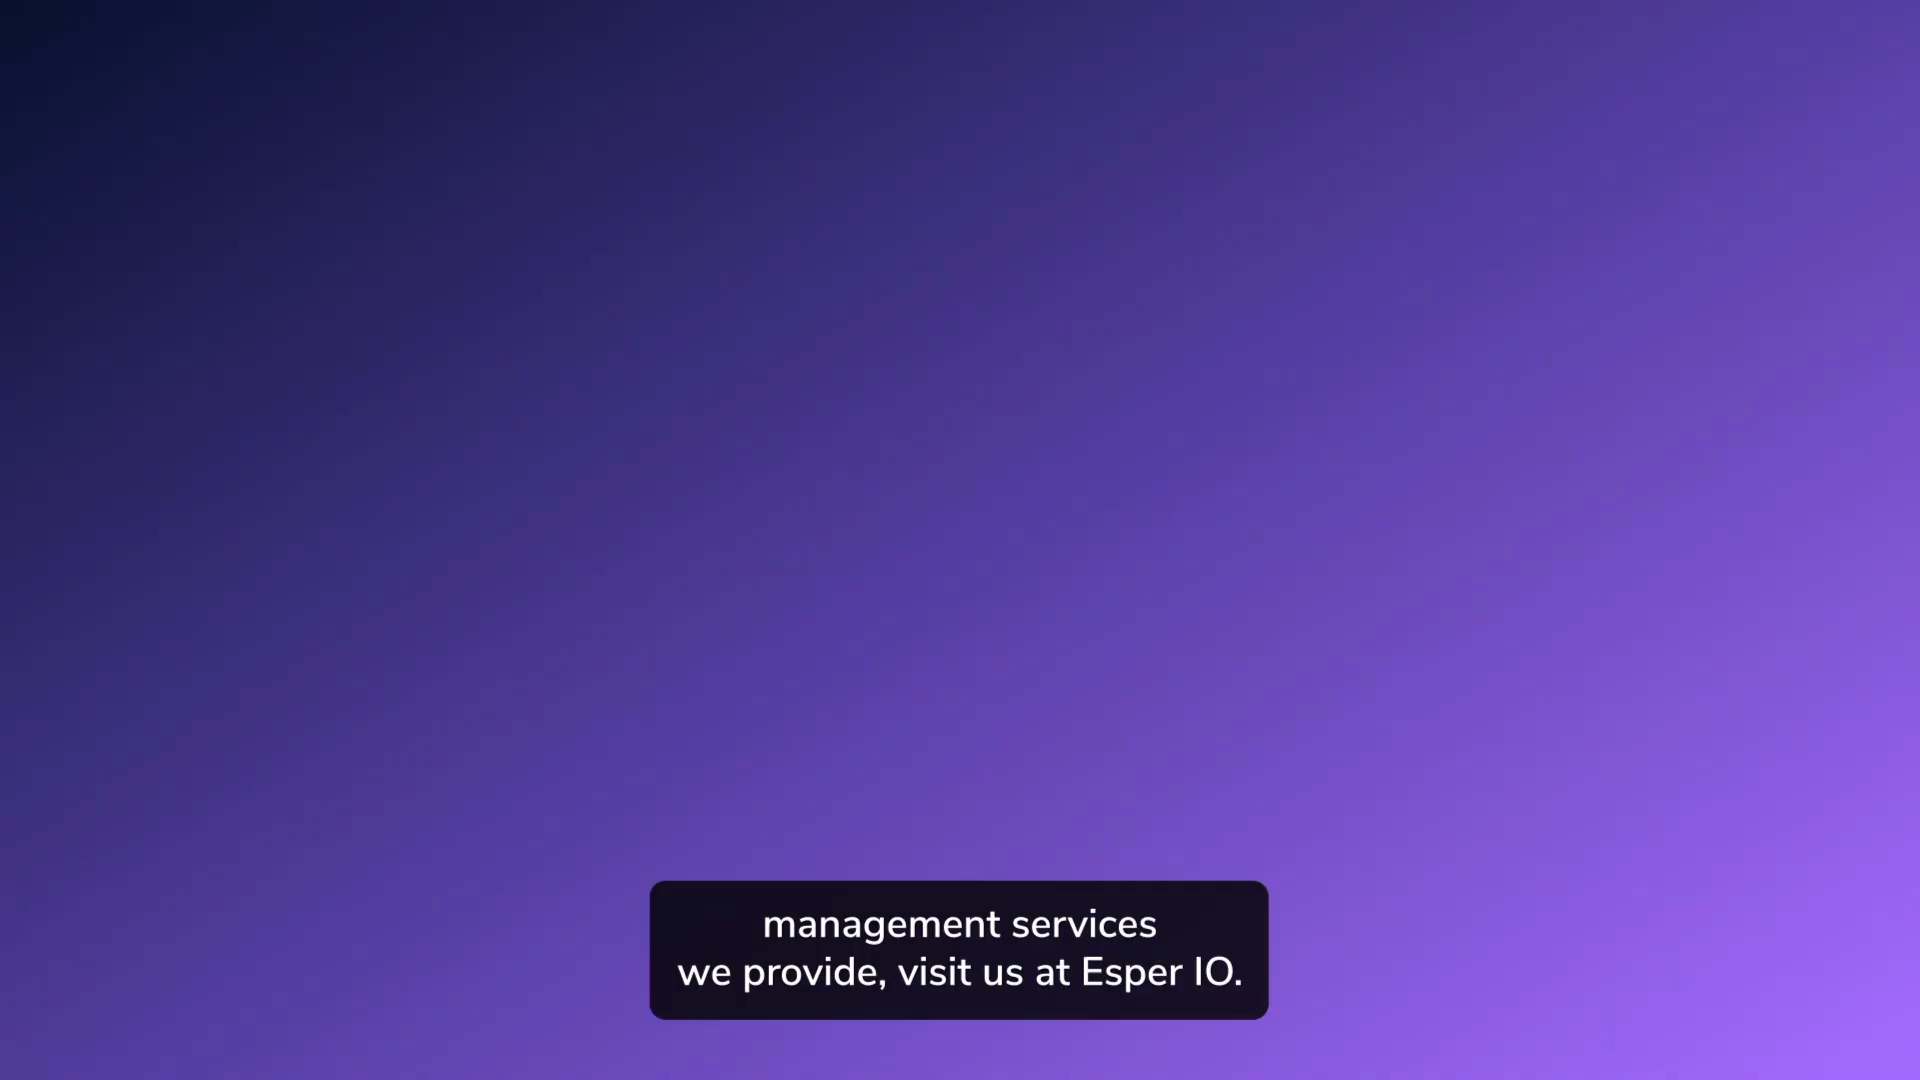 management services
we provide, visit us at Esper IO.